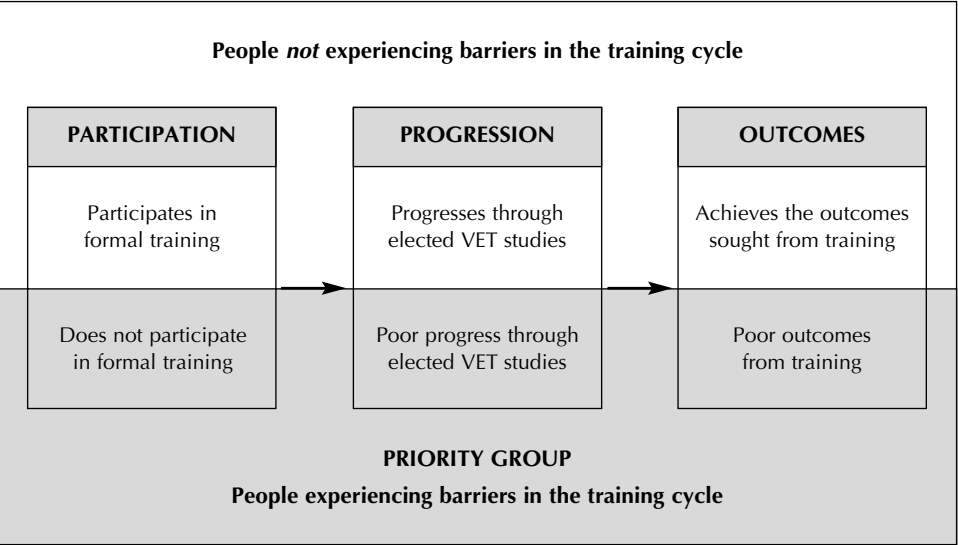 People not experiencing barriers in the training cycle
PARTICIPATION
Participates in
formal training
Does not participate
in formal training
PROGRESSION
Progresses through
elected VET studies
Poor progress through
elected VET studies
OUTCOMES
Achieves the outcomes
sought from training
Poor outcomes
from training
PRIORITY GROUP
People experiencing barriers in the training cycle